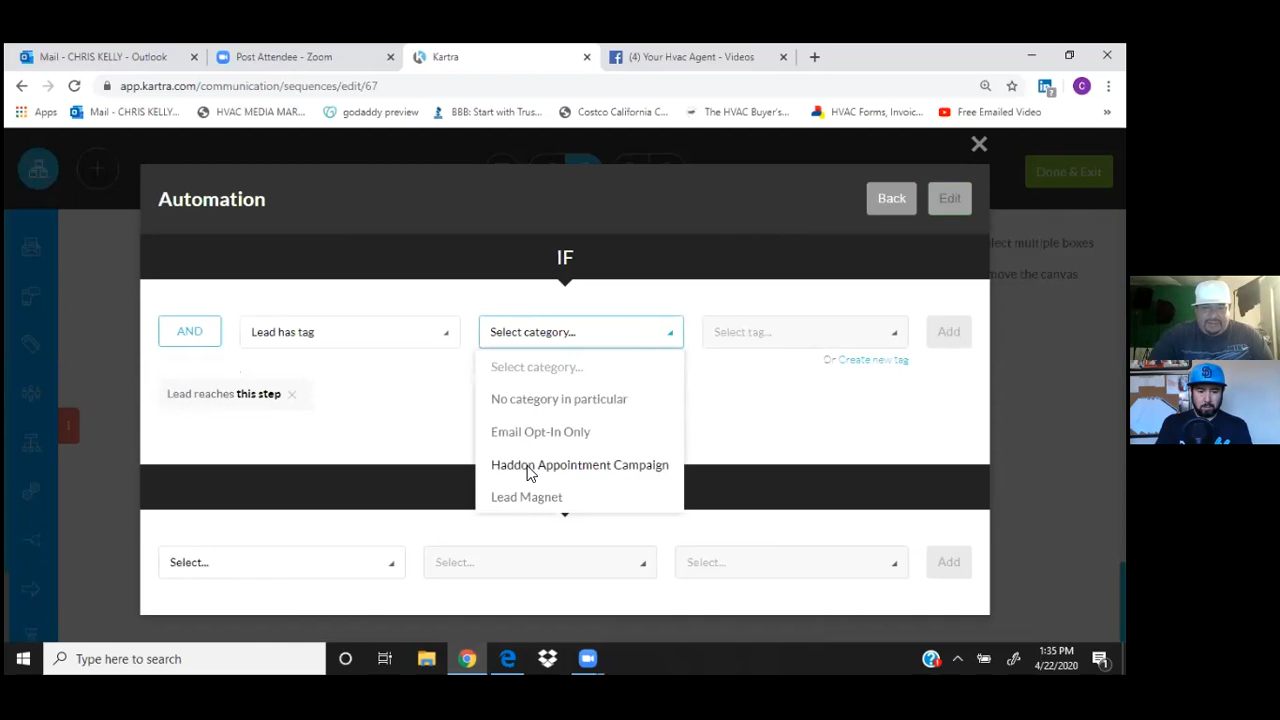 Mail - CHRIS KELLY - Outlook
Post Attendee - Zoom
Kartra
(4) Your Hvac Agent - Videos
app.kartra.com/communication/sequences/edit/67
Apps
Mail - CHRIS KELLY...
HVAC MEDIA MAR...
godaddy preview
BBB: Start with Trus...
Costco California C...
The HVAC Buyer's...
HVAC Forms, Invoic...
Free Emailed Video
»
Done & Exit
Automation
Back
Edit
lect multiple boxes
IF
move the canvas
AND
Lead has tag
Select category...
Select tag...
Add
Or Create new tag
Select category...
Lead reaches this step
No category in particular
Email Opt-In Only
Haddon Appointment Campaign
Lead Magnet
Select...
Select...
Select...
Add
Type here to search
1:35 PM
4/22/2020